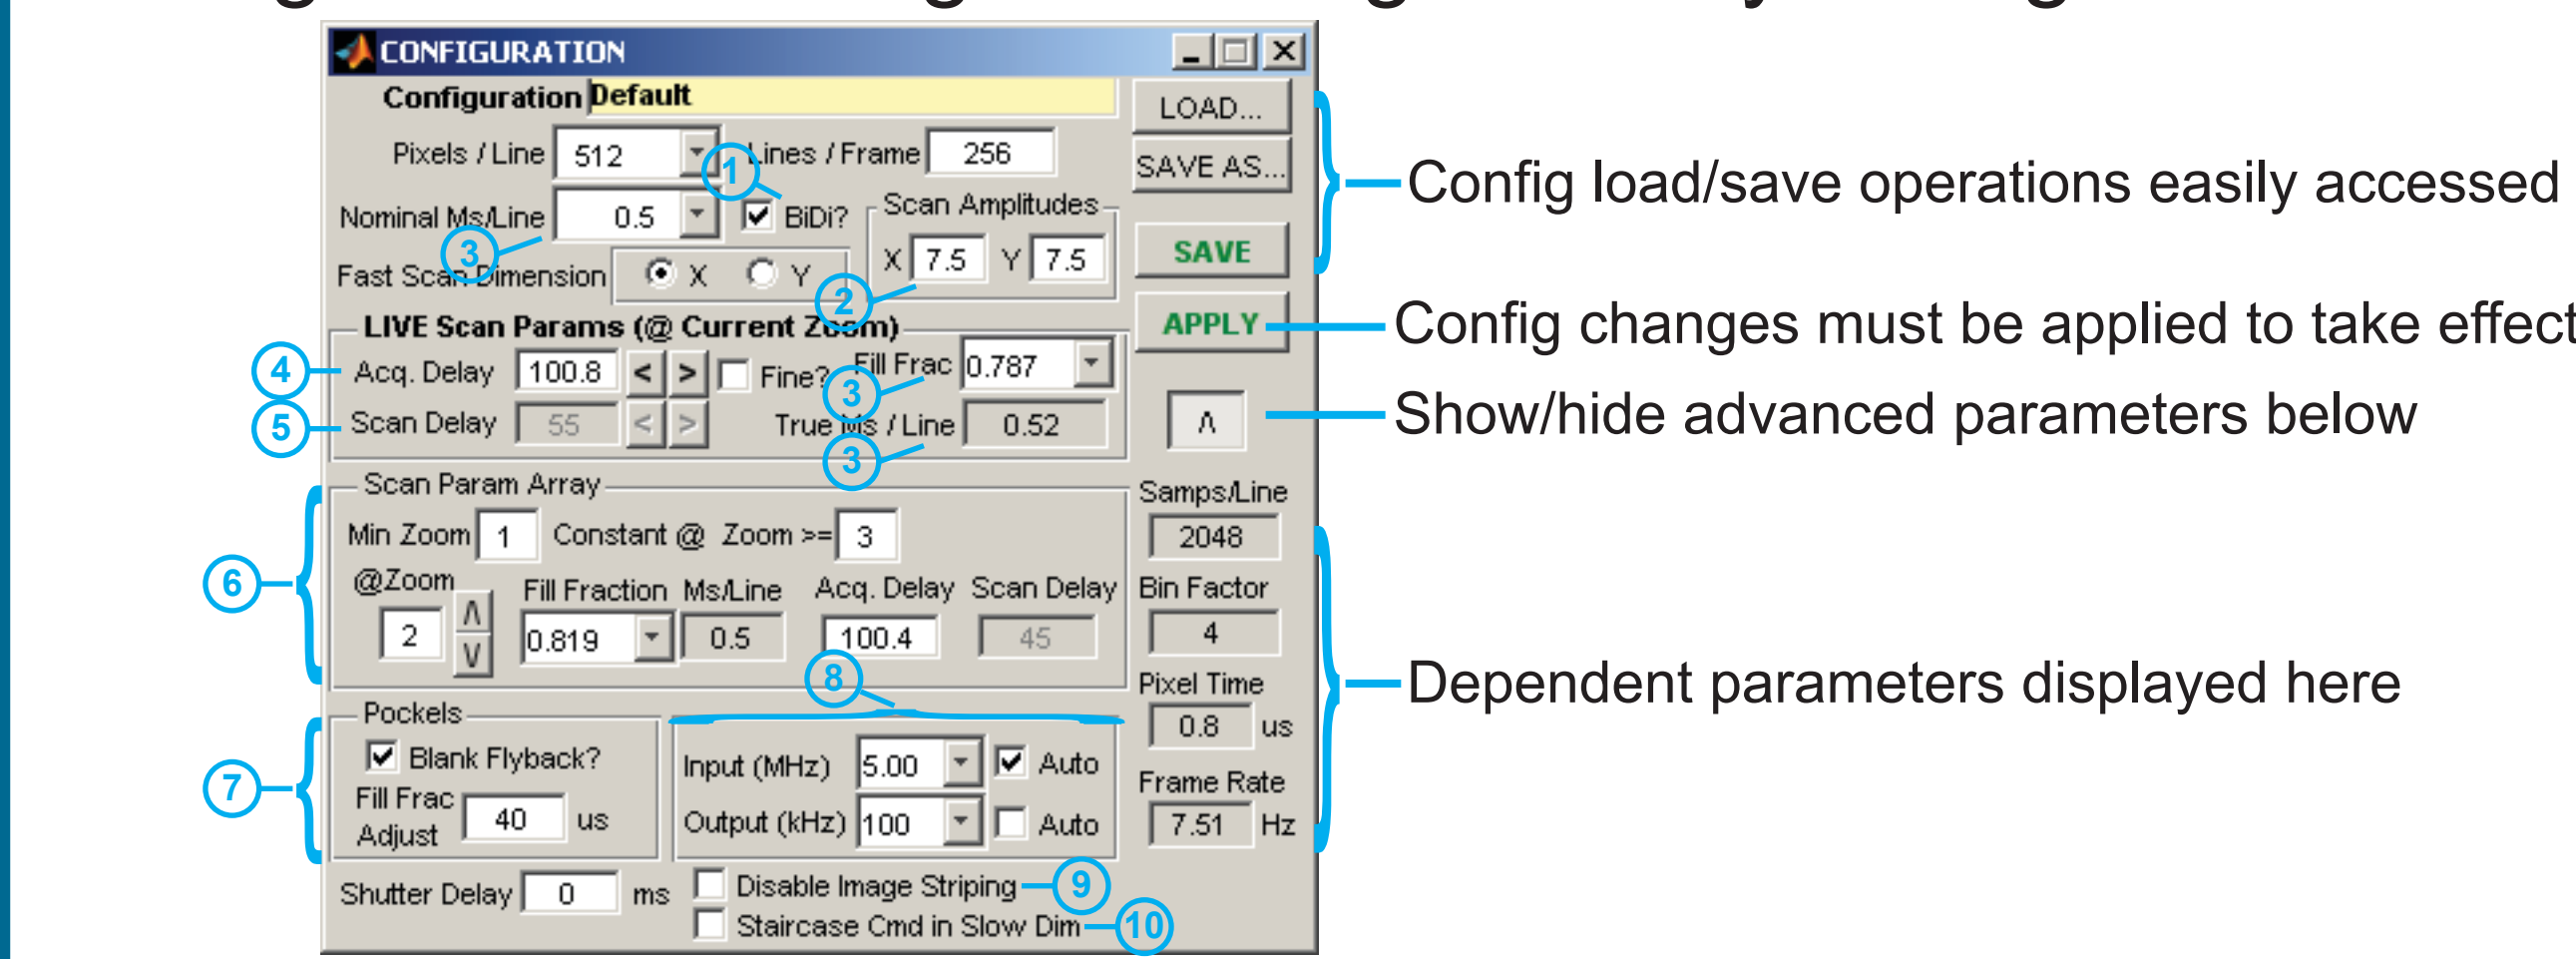 CONFIGURATION
Configuration Default
LOAD...
Pixels / Line 512 Lines / Frame 256
SAVE AS...
1
Nominal Ms/Line 0.5 BiDi? Scan Amplitudes
3
X 7.5 Y 7.5
SAVE
Fast Scan Dimension X Y
2
Config load/save operations easily accessed
LIVE Scan Params (@ Current Zoom)
APPLY
Config changes must be applied to take effect
4 Acq. Delay 100.8 < > Fine? Fill Frac 0.787
3
5 Scan Delay 55 < > True Ms / Line 0.52
3
Λ
Show/hide advanced parameters below
Scan Param Array
Min Zoom 1 Constant @ Zoom >= 3
6
@Zoom Fill Fraction Ms/Line Acq. Delay Scan Delay
2 Λ V 0.819 0.5 100.4 45
Samps/Line
2048
Bin Factor
4
Pixel Time
0.8 us
Frame Rate
7.51 Hz
Dependent parameters displayed here
8
Pockels
7
Blank Flyback?
Fill Frac
Adjust 40 us
Input (MHz) 5.00 Auto
Output (kHz) 100 Auto
Shutter Delay 0 ms
Disable Image Striping 9
Staircase Cmd in Slow Dim 10